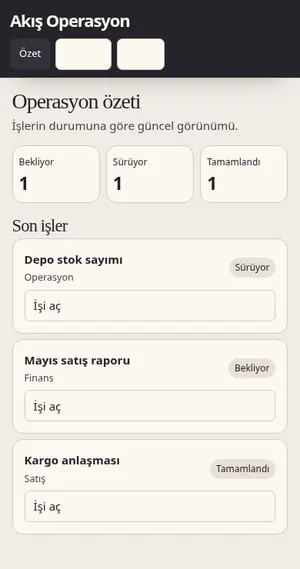 Akış Operasyon
Özet
Operasyon özeti
İşlerin durumuna göre güncel görünümü.
Bekliyor
Sürüyor
Tamamlandı
1
1
1
Son işler
Depo stok sayımı
Sürüyor
Operasyon
İşi aç
Mayıs satış raporu
Bekliyor
Finans
İşi aç
Kargo anlaşması
Tamamlandı
Satış
İşi aç